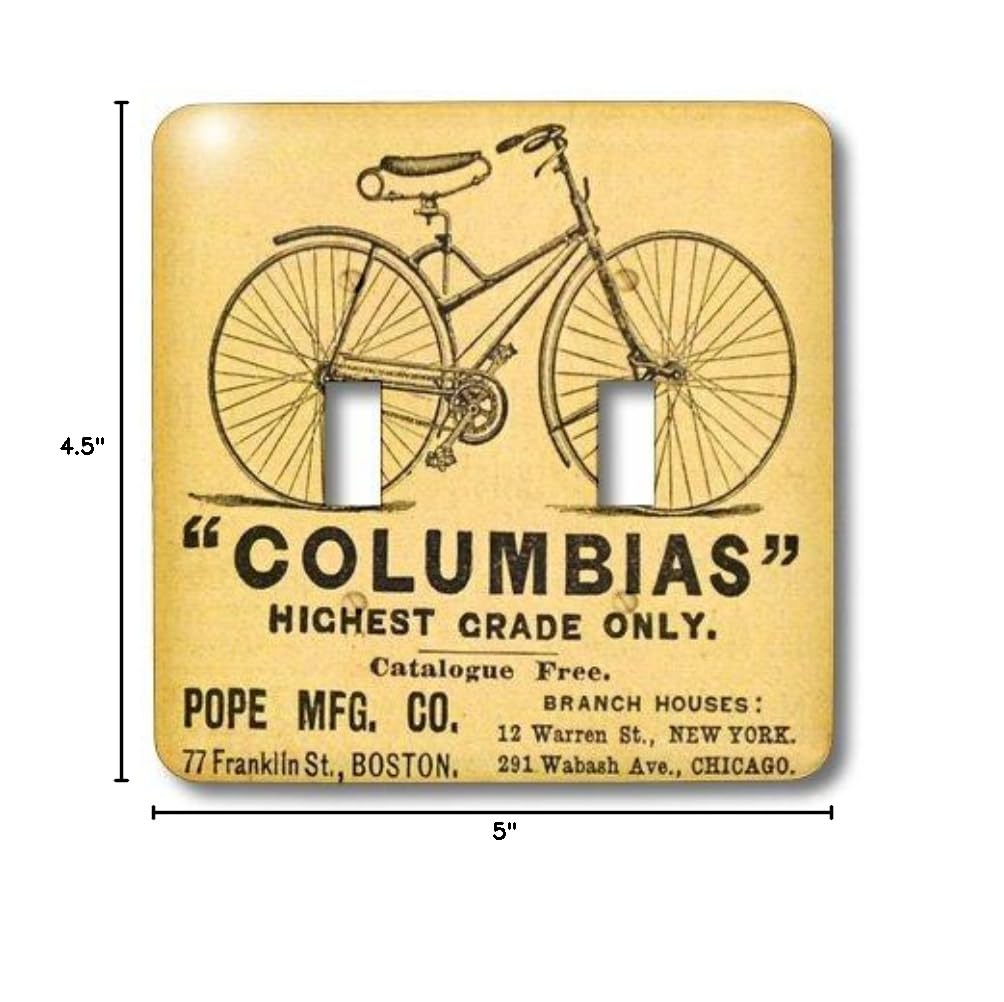 4.5"
"COLUMBIAS"
HIGHEST GRADE ONLY.
Catalogue Free.
POPE MFG. CO.
77 Franklin St., BOSTON.
BRANCH HOUSES:
12 Warren St., NEW YORK.
291 Wabash Ave., CHICAGO.
5"